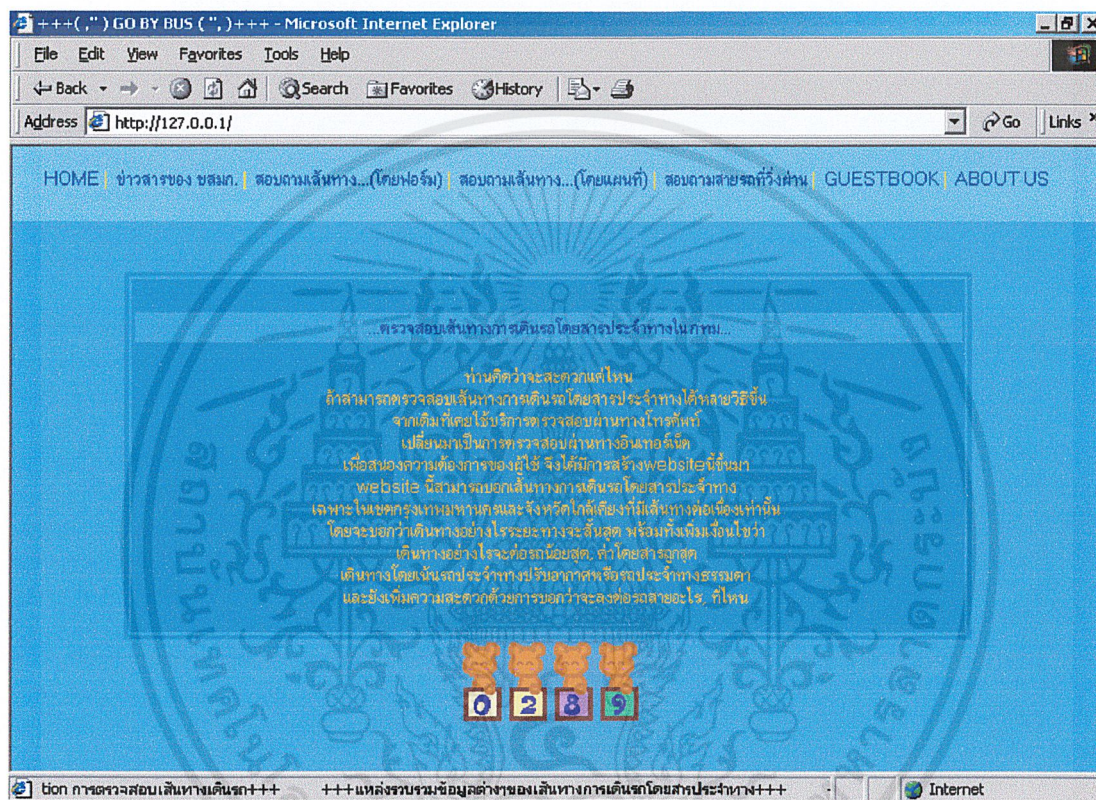 +++( ,") GO BY BUS (", )+++ - Microsoft Internet Explorer
File Edit View Favorites Tools Help
Back Search Favorites History
Address http://127.0.0.1/ Go Links
HOME | ข่าวสารของ ขสมก. | สอบถามเส้นทาง...(โดยฟอร์ม) | สอบถามเส้นทาง...(โดยแผนที่) | สอบถามสายรถที่วิ่งผ่าน | GUESTBOOK | ABOUT US
...ตรวจสอบเส้นทางการเดินรถโดยสารประจำทางในกทม...
ท่านคิดว่าจะสะดวกแค่ไหน
ถ้าสามารถตรวจสอบเส้นทางการเดินรถโดยสารประจำทางได้หลายวิธีขึ้น
จากเดิมที่เคยใช้บริการตรวจสอบผ่านทางโทรศัพท์
เปลี่ยนมาเป็นการตรวจสอบผ่านทางอินเทอร์เน็ต
เพื่อสนองความต้องการของผู้ใช้ จึงได้มีการสร้างwebsiteนี้ขึ้นมา
website นี้สามารถบอกเส้นทางการเดินรถโดยสารประจำทาง
เฉพาะในเขตกรุงเทพมหานครและจังหวัดใกล้เคียงที่มีเส้นทางต่อเนื่องเท่านั้น
โดยจะบอกว่าเดินทางอย่างไรระยะทางจะสั้นสุด พร้อมทั้งเพิ่มเงื่อนไขว่า
เดินทางอย่างไรจะต่อรถน้อยสุด, ค่าโดยสารถูกสุด
เดินทางโดยเน้นรถประจำทางปรับอากาศหรือรถประจำทางธรรมดา
และยังเพิ่มความสะดวกด้วยการบอกว่าจะลงต่อรถสายอะไร, ที่ไหน
0 2 8 9
tion การตรวจสอบเส้นทางเดินรถ+++ +++แหล่งรวบรวมข้อมูลต่างๆของเส้นทางการเดินรถโดยสารประจำทาง+++ Internet